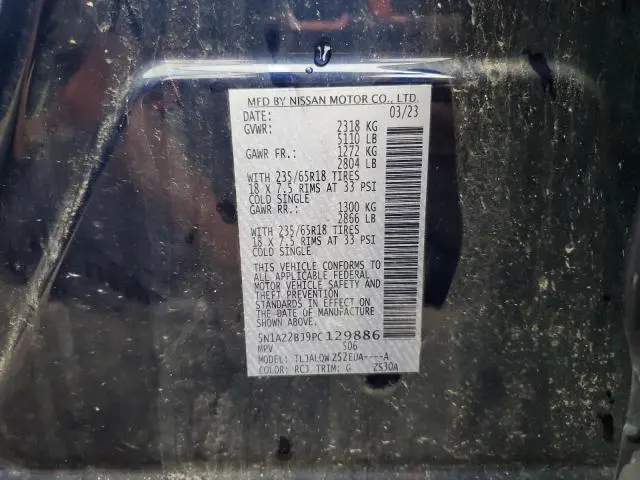 MFD BY NISSAN MOTOR CO., LTD.
DATE: 03/23
GVWR: 2318 KG
5110 LB
GAWR FR.: 1272 KG
2804 LB
WITH 235/65R18 TIRES
18 X 7.5 RIMS AT 33 PSI
COLD SINGLE
GAWR RR.: 1300 KG
2866 LB
WITH 235/65R18 TIRES
18 X 7.5 RIMS AT 33 PSI
COLD SINGLE
THIS VEHICLE CONFORMS TO
ALL APPLICABLE FEDERAL
MOTOR VEHICLE SAFETY AND
THEFT PREVENTION
STANDARDS IN EFFECT ON
THE DATE OF MANUFACTURE
SHOWN ABOVE.
5N1AZ2BJ9PC129886
MPV 5D6
MODEL: TLJALQW Z52EUA----A
COLOR: RCJ TRIM: G Z530A